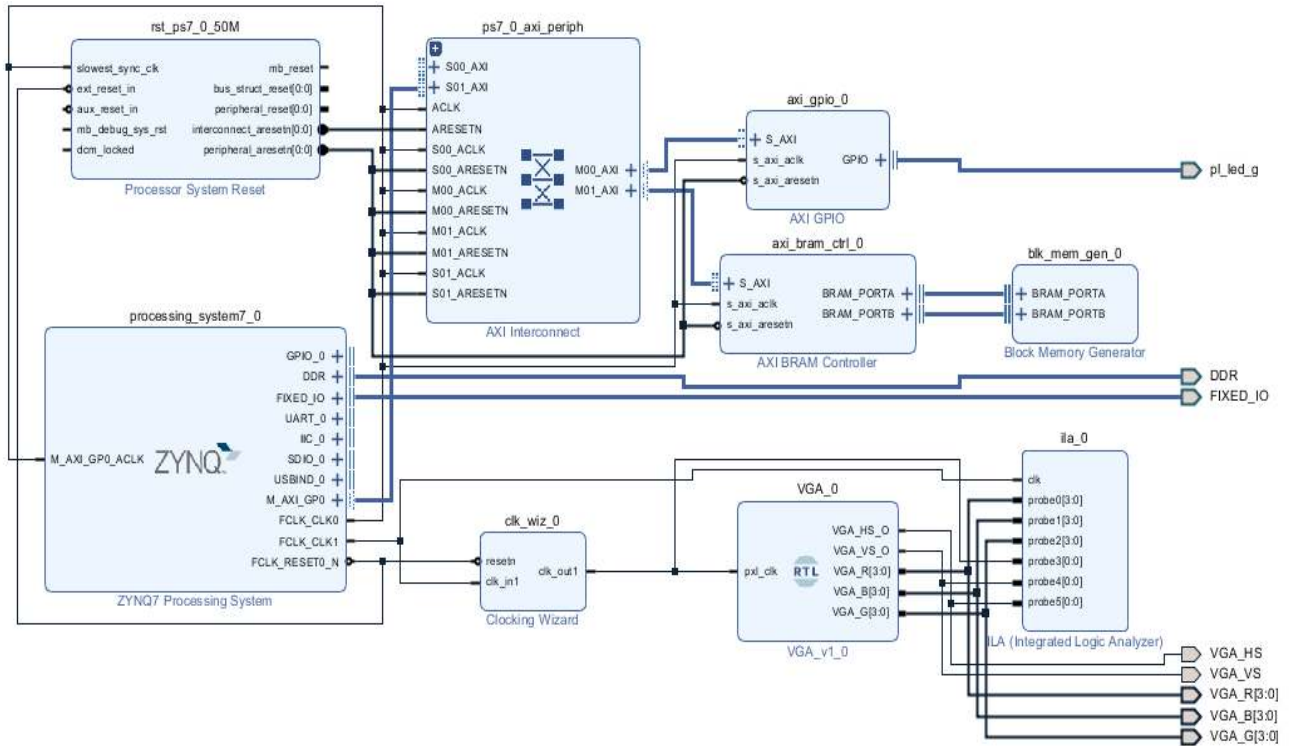 rst_ps7_0_50M
slowest_sync_clk
ext_reset_in
aux_reset_in
mb_debug_sys_rst
dcm_locked
mb_reset
bus_struct_reset[0:0]
peripheral_reset[0:0]
interconnect_aresetn[0:0]
peripheral_aresetn[0:0]
Processor System Reset
ps7_0_axi_periph
S00_AXI
S01_AXI
ACLK
ARESETN
S00_ACLK
S00_ARESETN
M00_ACLK
M00_ARESETN
M01_ACLK
M01_ARESETN
S01_ACLK
S01_ARESETN
M00_AXI
M01_AXI
AXI Interconnect
axi_gpio_0
S_AXI
s_axi_aclk
s_axi_aresetn
GPIO
AXI GPIO
pl_led_g
axi_bram_ctrl_0
S_AXI
s_axi_aclk
s_axi_aresetn
BRAM_PORTA
BRAM_PORTB
AXI BRAM Controller
blk_mem_gen_0
BRAM_PORTA
BRAM_PORTB
Block Memory Generator
processing_system7_0
M_AXI_GP0_ACLK
ZYNQ
GPIO_0
DDR
FIXED_IO
UART_0
IIC_0
SDIO_0
USBIND_0
M_AXI_GP0
FCLK_CLK0
FCLK_CLK1
FCLK_RESET0_N
ZYNQ7 Processing System
DDR
FIXED_IO
clk_wiz_0
resetn
clk_in1
clk_out1
Clocking Wizard
VGA_0
pxl_clk
RTL
VGA_HS_O
VGA_VS_O
VGA_R[3:0]
VGA_B[3:0]
VGA_G[3:0]
VGA_v1_0
ila_0
clk
probe0[3:0]
probe1[3:0]
probe2[3:0]
probe3[0:0]
probe4[0:0]
probe5[0:0]
ILA (Integrated Logic Analyzer)
VGA_HS
VGA_VS
VGA_R[3:0]
VGA_B[3:0]
VGA_G[3:0]